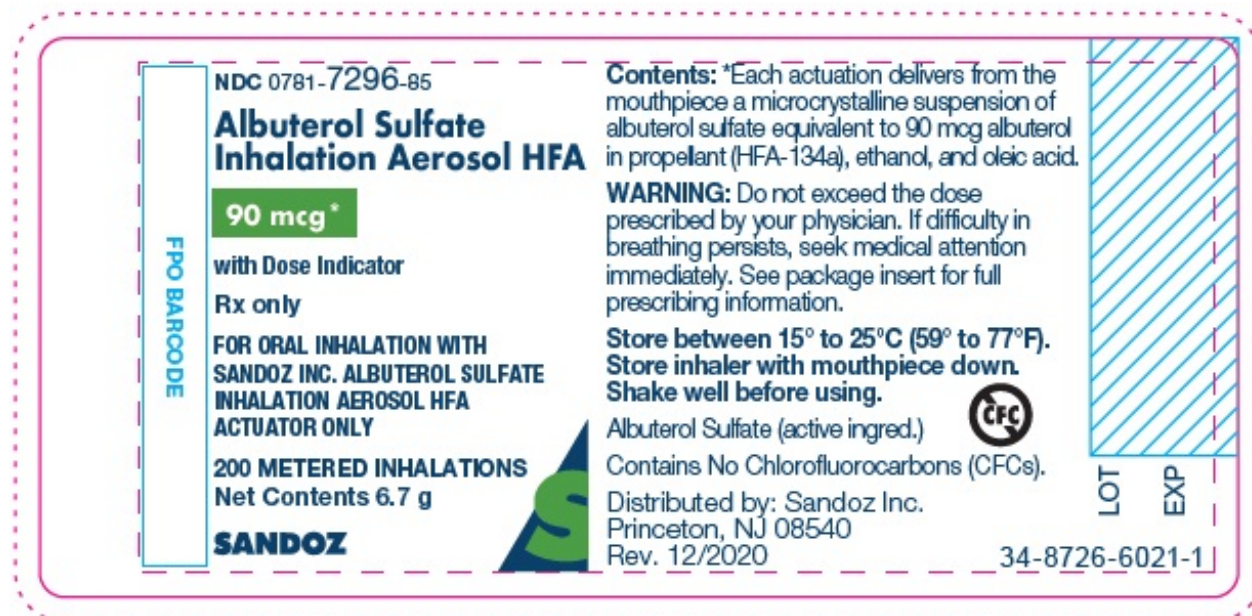 FPO BARCODE
NDC 0781-7296-85
Albuterol Sulfate
Inhalation Aerosol HFA
90 mcg*
with Dose Indicator
Rx only
FOR ORAL INHALATION WITH
SANDOZ INC. ALBUTEROL SULFATE
INHALATION AEROSOL HFA
ACTUATOR ONLY
200 METERED INHALATIONS
Net Contents 6.7 g
SANDOZ
S
Contents: *Each actuation delivers from the
mouthpiece a microcrystalline suspension of
albuterol sulfate equivalent to 90 mcg albuterol
in propellant (HFA-134a), ethanol, and oleic acid.
WARNING: Do not exceed the dose
prescribed by your physician. If difficulty in
breathing persists, seek medical attention
immediately. See package insert for full
prescribing information.
Store between 15° to 25°C (59° to 77°F).
Store inhaler with mouthpiece down.
Shake well before using.
Albuterol Sulfate (active ingred.)
CFC
Contains No Chlorofluorocarbons (CFCs).
Distributed by: Sandoz Inc.
Princeton, NJ 08540
Rev. 12/2020
LOT
EXP
34-8726-6021-1